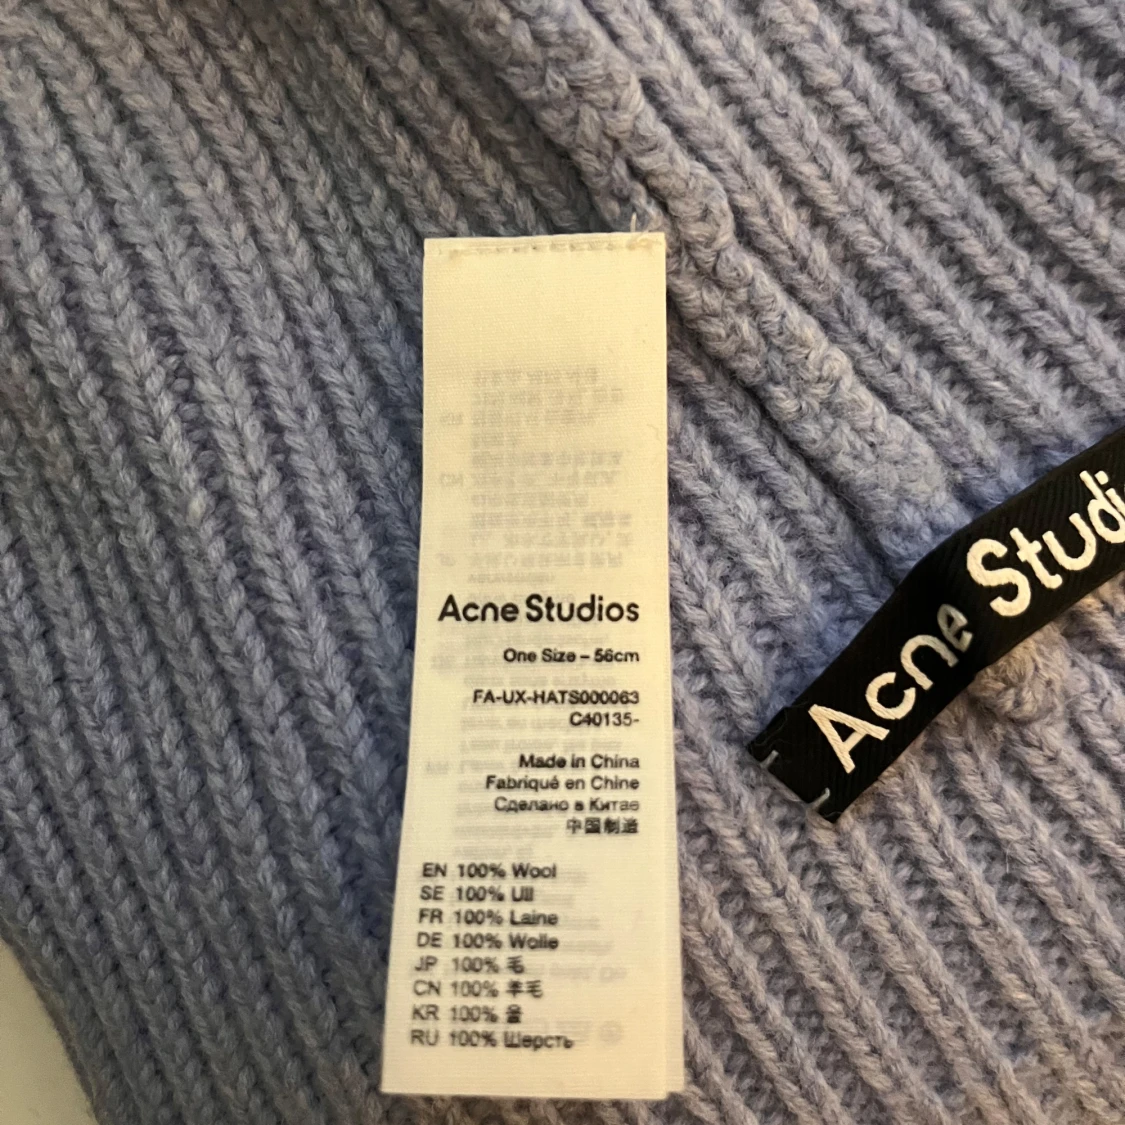 Acne Studios
One Size – 56cm
FA-UX-HATS000063
C40135-
Made in China
Fabriqué en Chine
Сделано в Китае
中国制造
EN 100% Wool
SE 100% Ull
FR 100% Laine
DE 100% Wolle
JP 100% 毛
CN 100% 羊毛
KR 100% 울
RU 100% Шерсть
Acne Studi